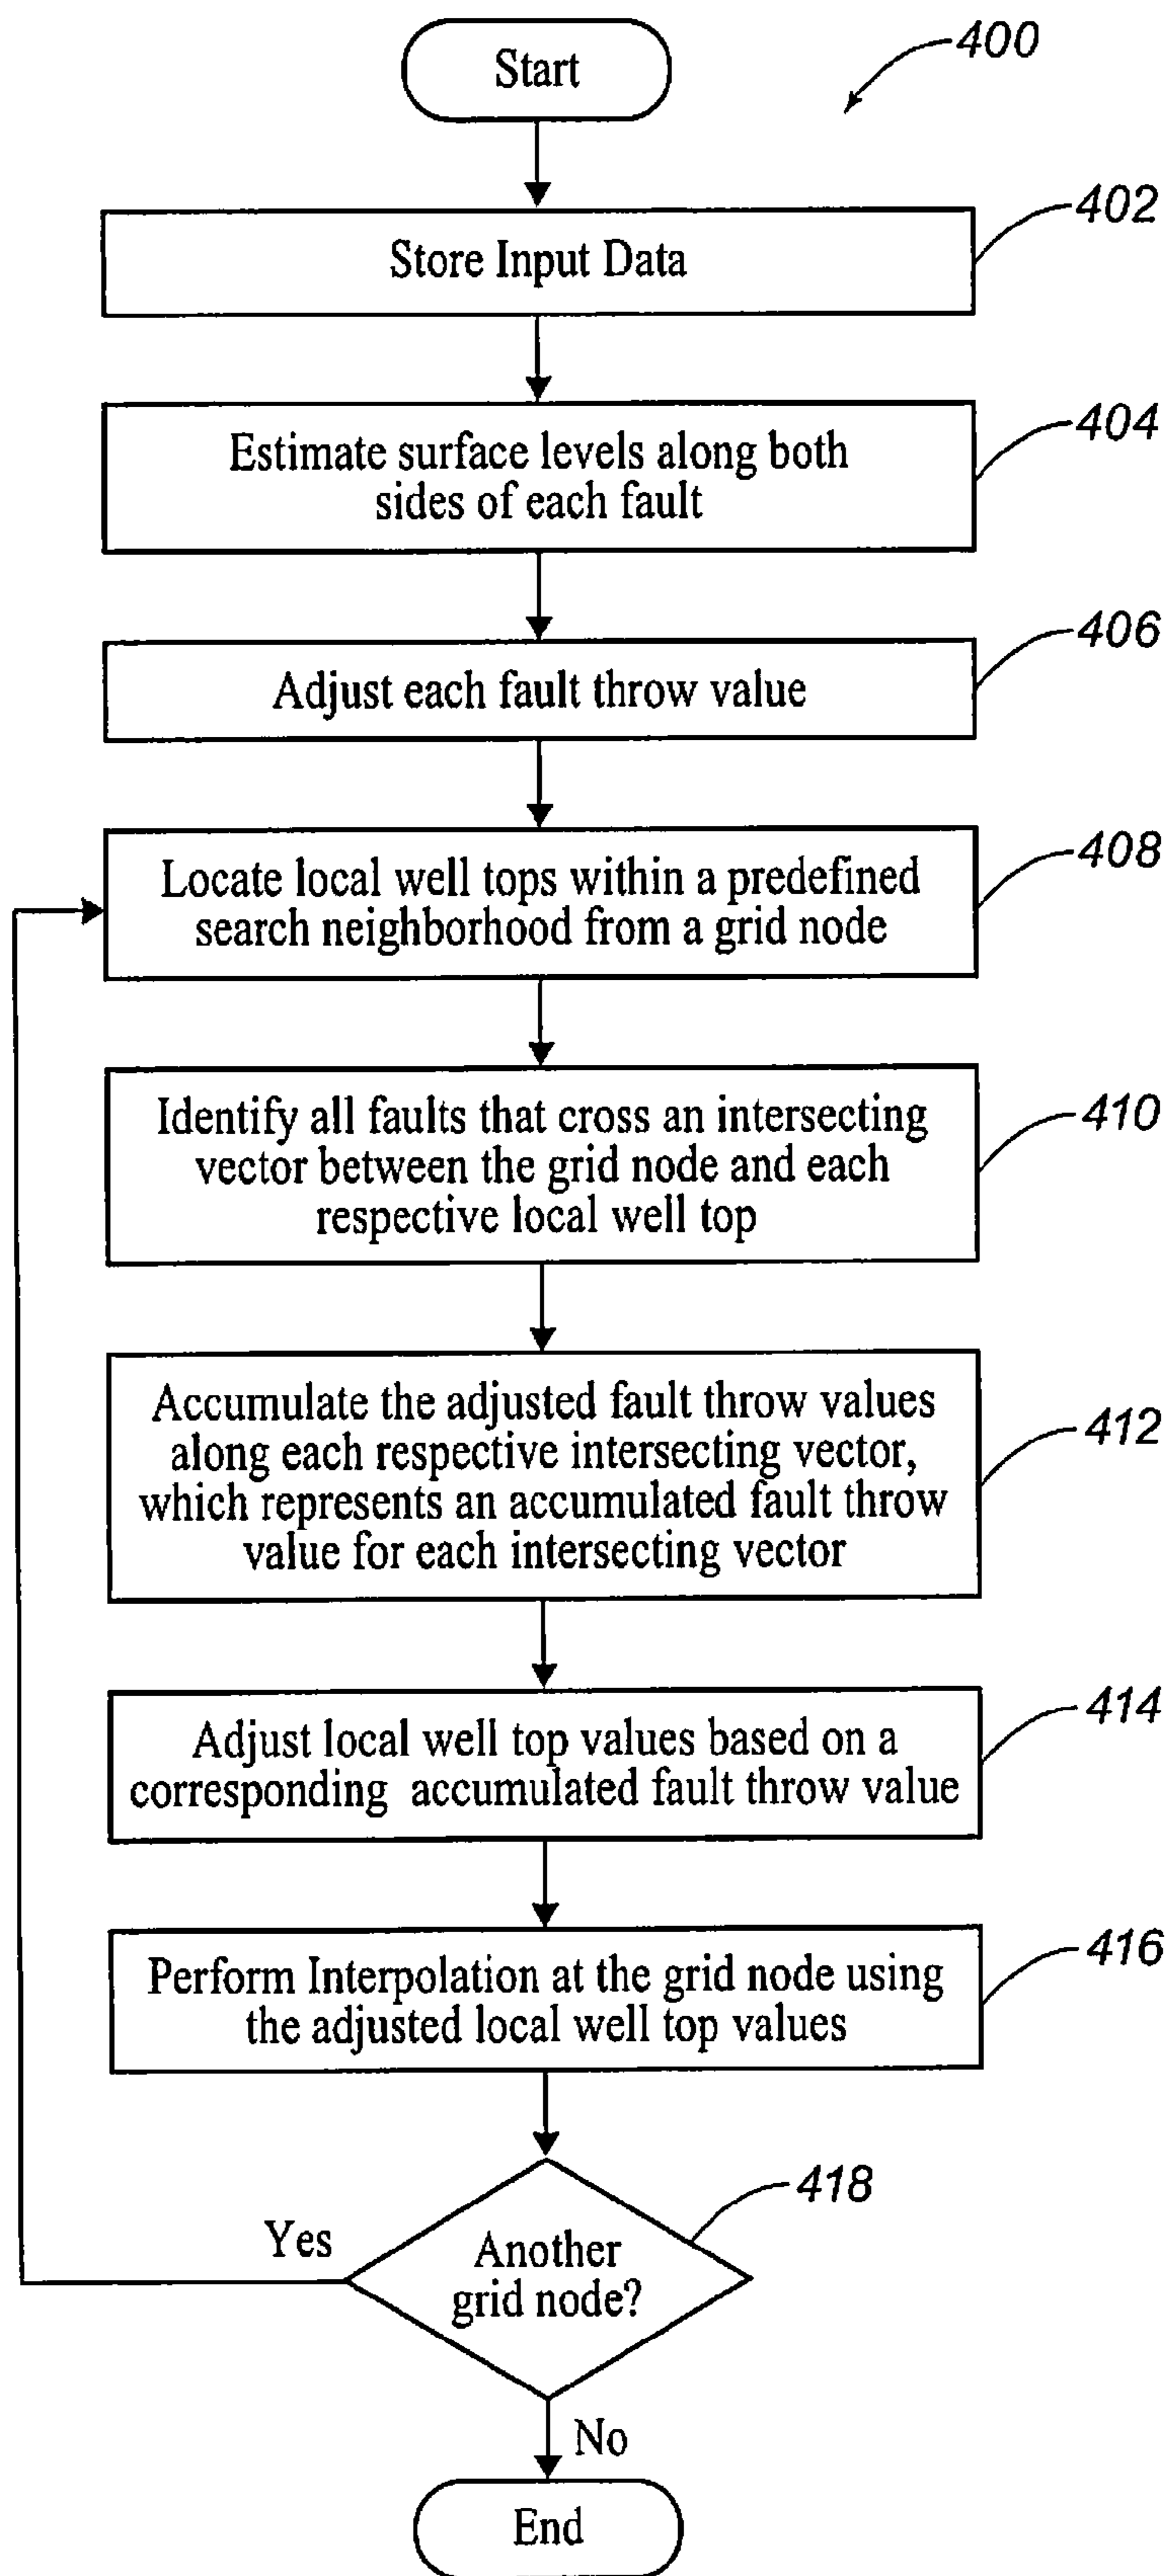 Start
400
402
Store Input Data
404
Estimate surface levels along both
sides of each fault
406
Adjust each fault throw value
408
Locate local well tops within a predefined
search neighborhood from a grid node
410
Identify all faults that cross an intersecting
vector between the grid node and each
respective local well top
412
Accumulate the adjusted fault throw values
along each respective intersecting vector,
which represents an accumulated fault throw
value for each intersecting vector
414
Adjust local well top values based on a
corresponding accumulated fault throw value
416
Perform Interpolation at the grid node using
the adjusted local well top values
418
Yes
Another
grid node?
No
End